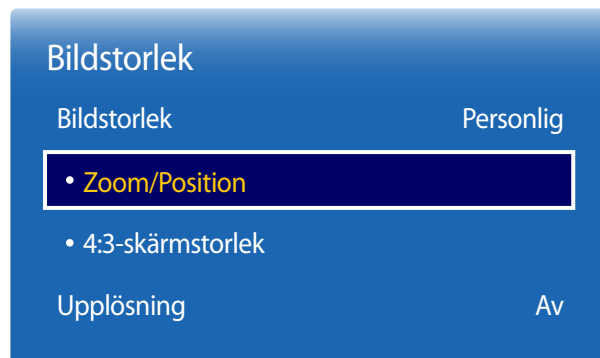 Bildstorlek
Bildstorlek Personlig
• Zoom/Position
• 4:3-skärmstorlek
Upplösning Av